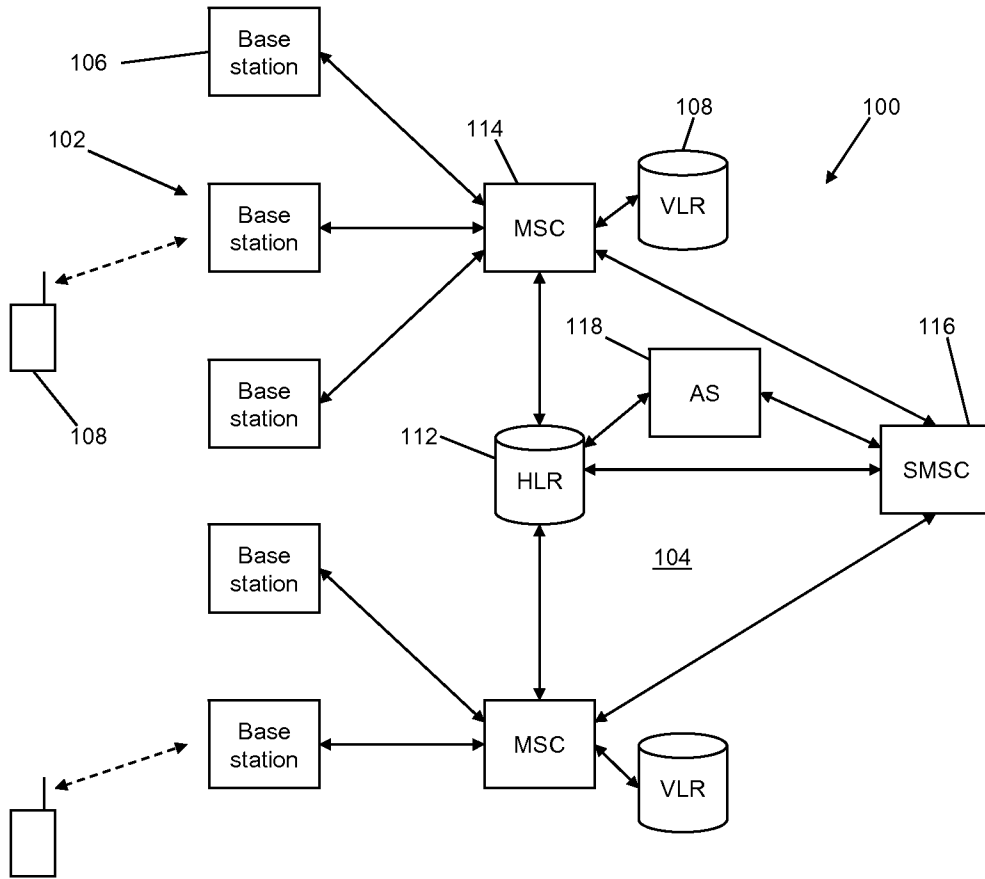 Base
station
106
102
114
108
100
MSC
VLR
Base
station
118
116
AS
Base
station
108
112
HLR
SMSC
104
Base
station
Base
station
MSC
VLR